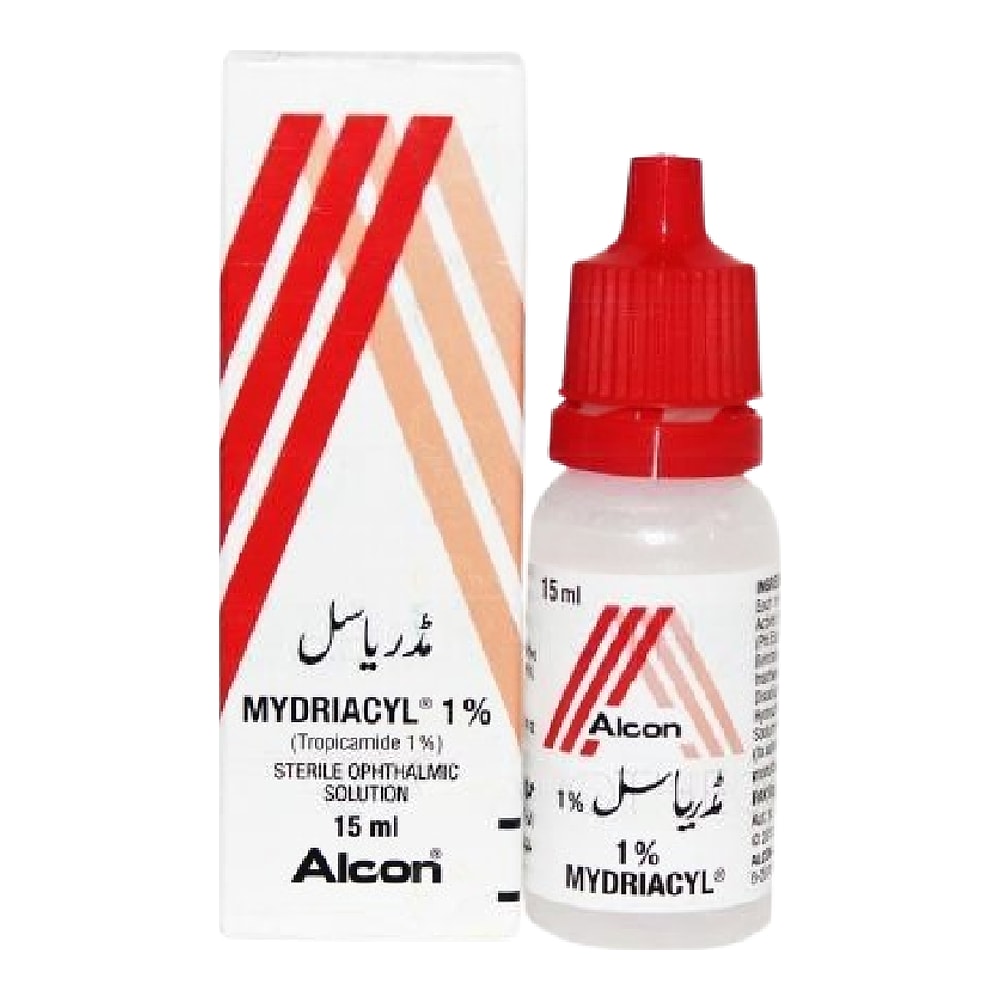 مڈریاسل
MYDRIACYL® 1%
(Tropicamide 1%)
STERILE OPHTHALMIC
SOLUTION
15 ml
Alcon®
15 ml
Alcon
1% مڈریاسل
1%
MYDRIACYL®